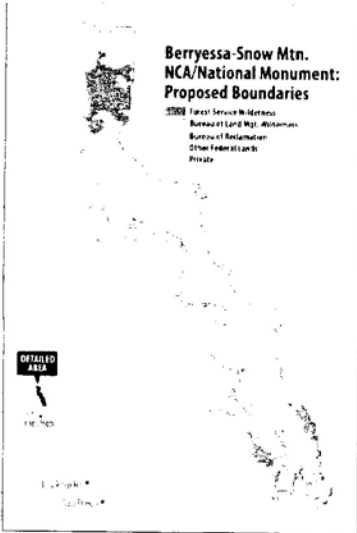 Berryessa-Snow Mtn.
NCA/National Monument:
Proposed Boundaries
Forest Service Wilderness
Bureau of Land Mgt. Wilderness
Bureau of Reclamation
Other Federal Lands
Private
DETAILED
AREA